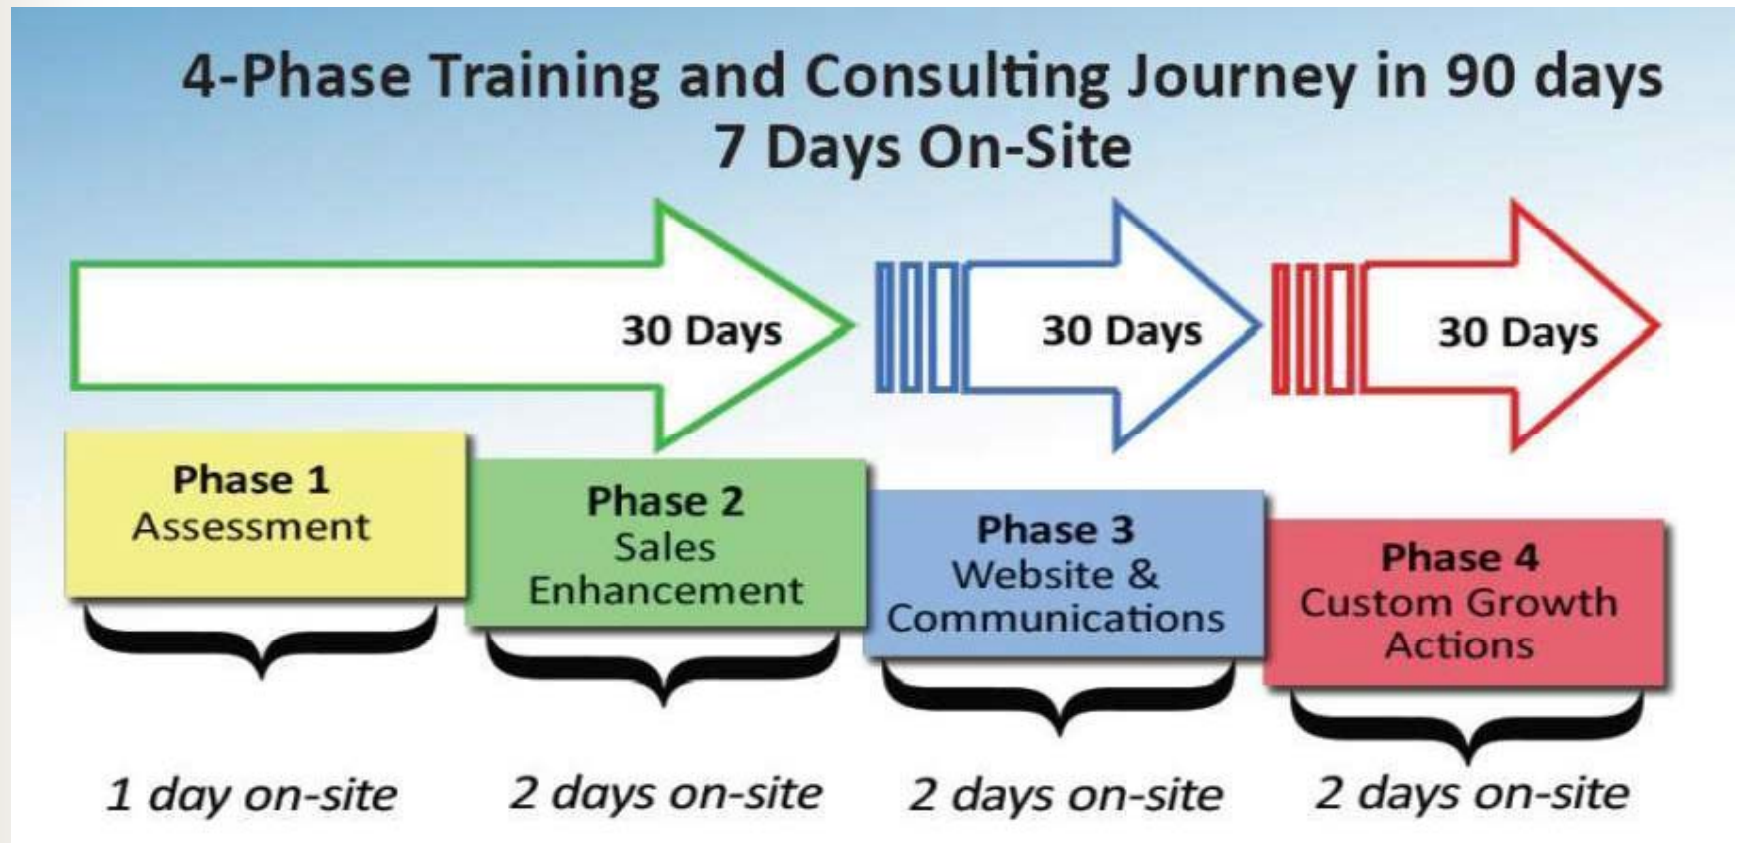 4-Phase Training and Consulting Journey in 90 days
7 Days On-Site
30 Days
30 Days
30 Days
Phase 1
Assessment
Phase 2
Sales
Enhancement
Phase 3
Website &
Communications
Phase 4
Custom Growth
Actions
1 day on-site
2 days on-site
2 days on-site
2 days on-site